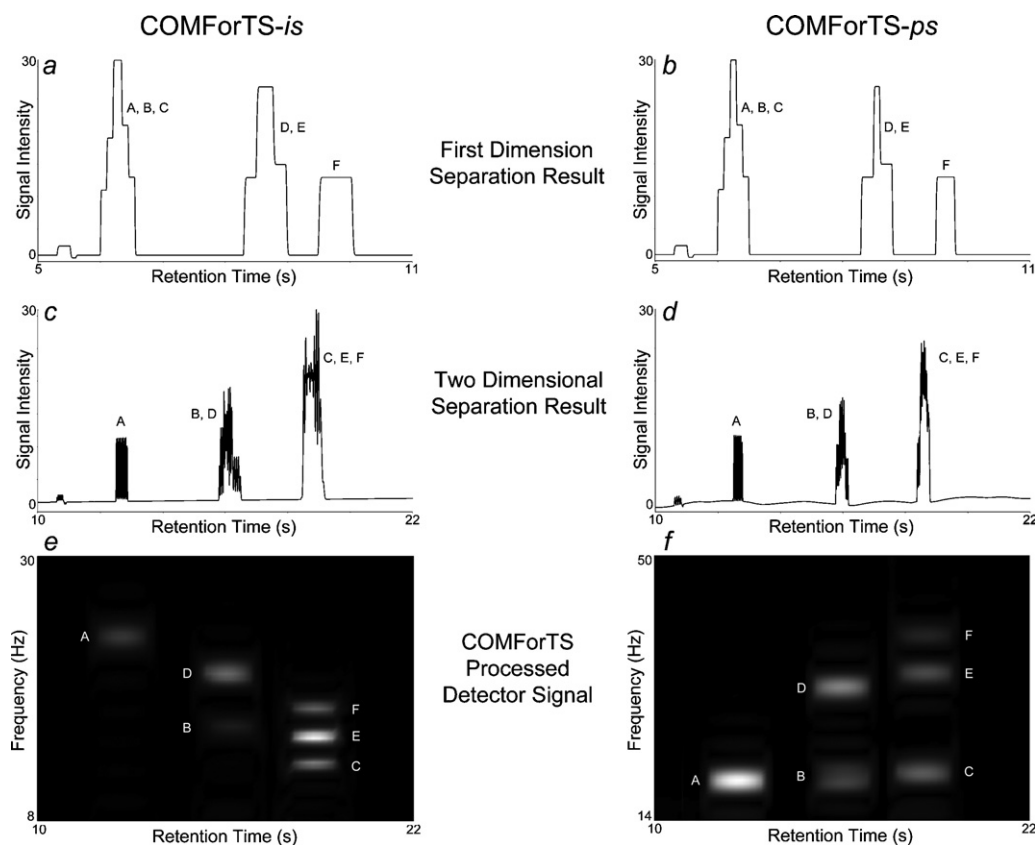 COMForTS-is
COMForTS-ps
a
30
A, B, C
D, E
F
Signal Intensity
0
5
11
Retention Time (s)
First Dimension
Separation Result
b
30
A, B, C
D, E
F
Signal Intensity
0
5
11
Retention Time (s)
c
30
A
B, D
C, E, F
Signal Intensity
0
10
22
Retention Time (s)
Two Dimensional
Separation Result
d
30
A
B, D
C, E, F
Signal Intensity
0
10
22
Retention Time (s)
e
30
A
D
B
F
E
C
Frequency (Hz)
8
10
22
Retention Time (s)
COMForTS
Processed
Detector Signal
f
50
F
E
D
A
B
C
Frequency (Hz)
14
10
22
Retention Time (s)